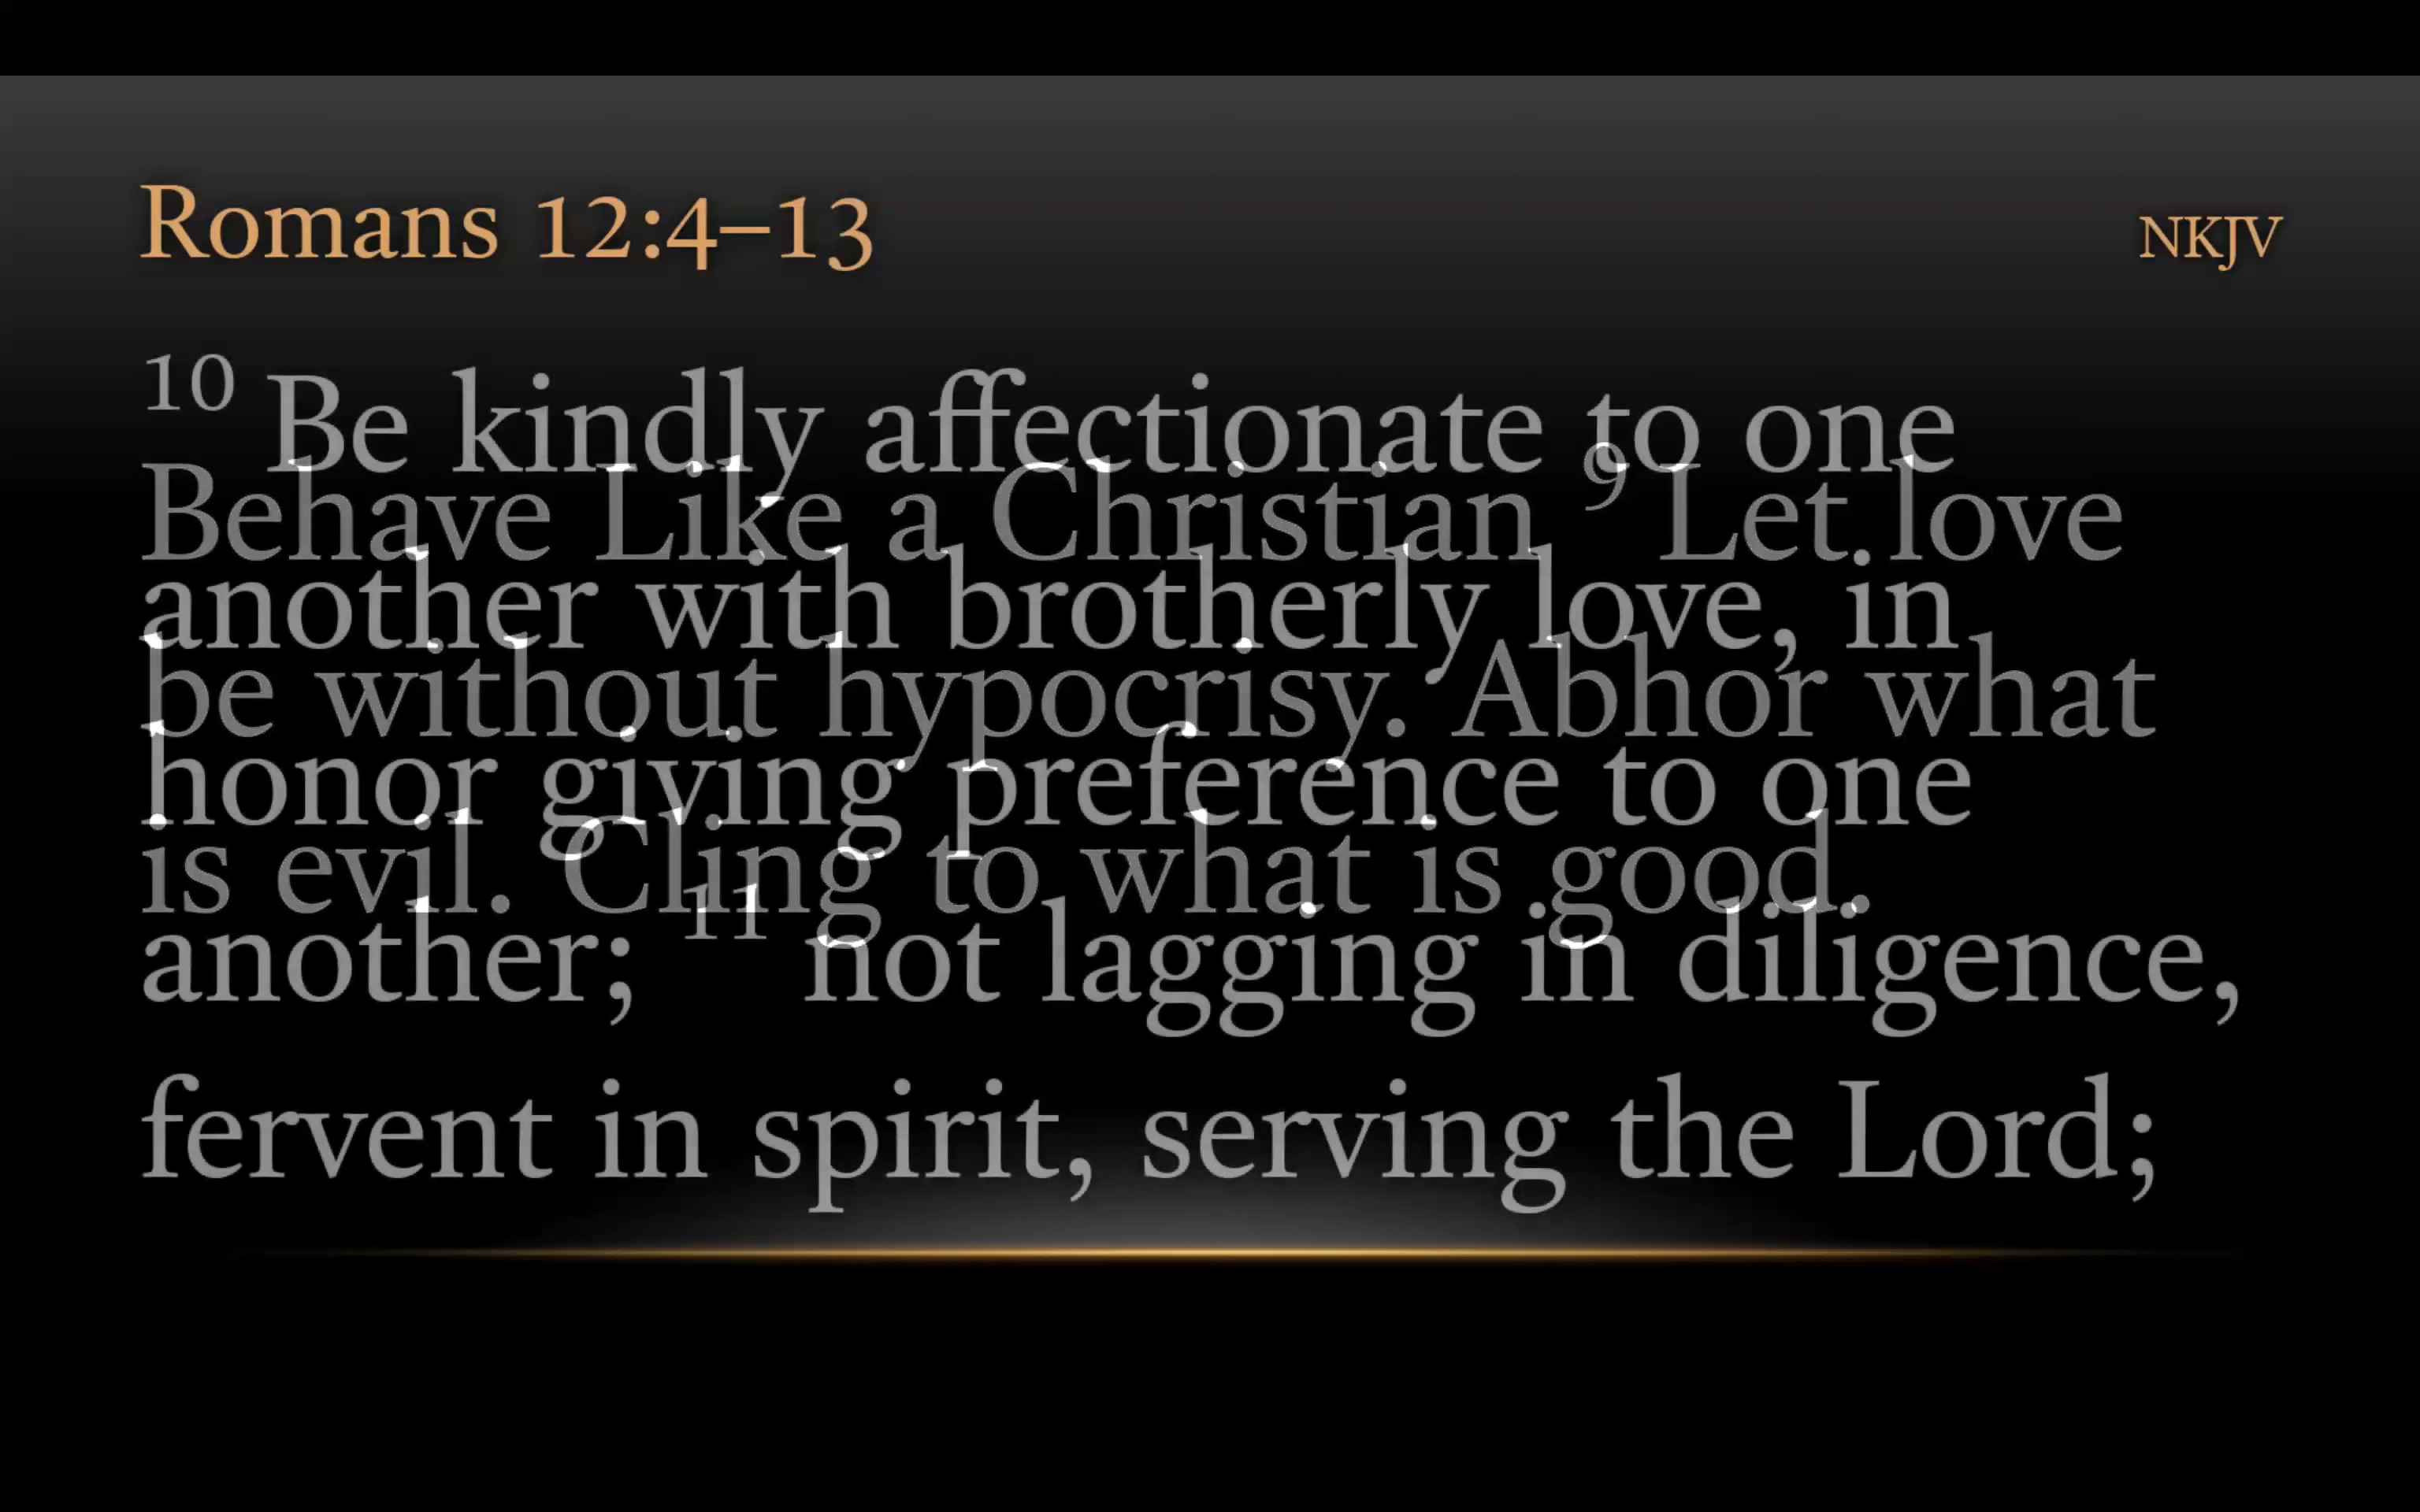 Romans 12:4–13
NKJV
10 Be kindly affectionate to one
Behave Like a Christian 9 Let love
another with brotherly love, in
be without hypocrisy. Abhor what
honor giving preference to one
is evil. Cling to what is good.
another; 11 not lagging in diligence,
fervent in spirit, serving the Lord;